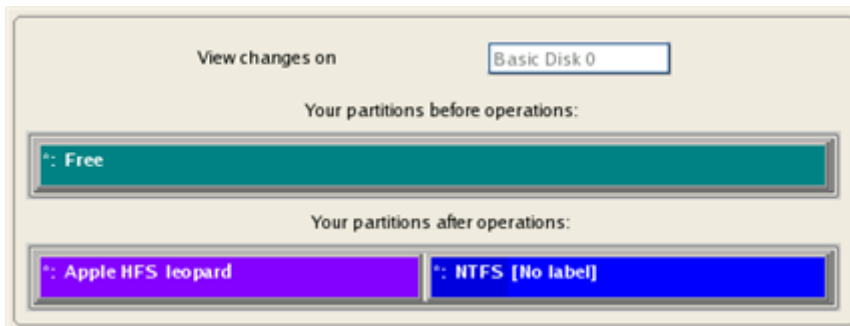 View changes on
Basic Disk 0
Your partitions before operations:
*: Free
Your partitions after operations:
*: Apple HFS leopard
*: NTFS [No label]